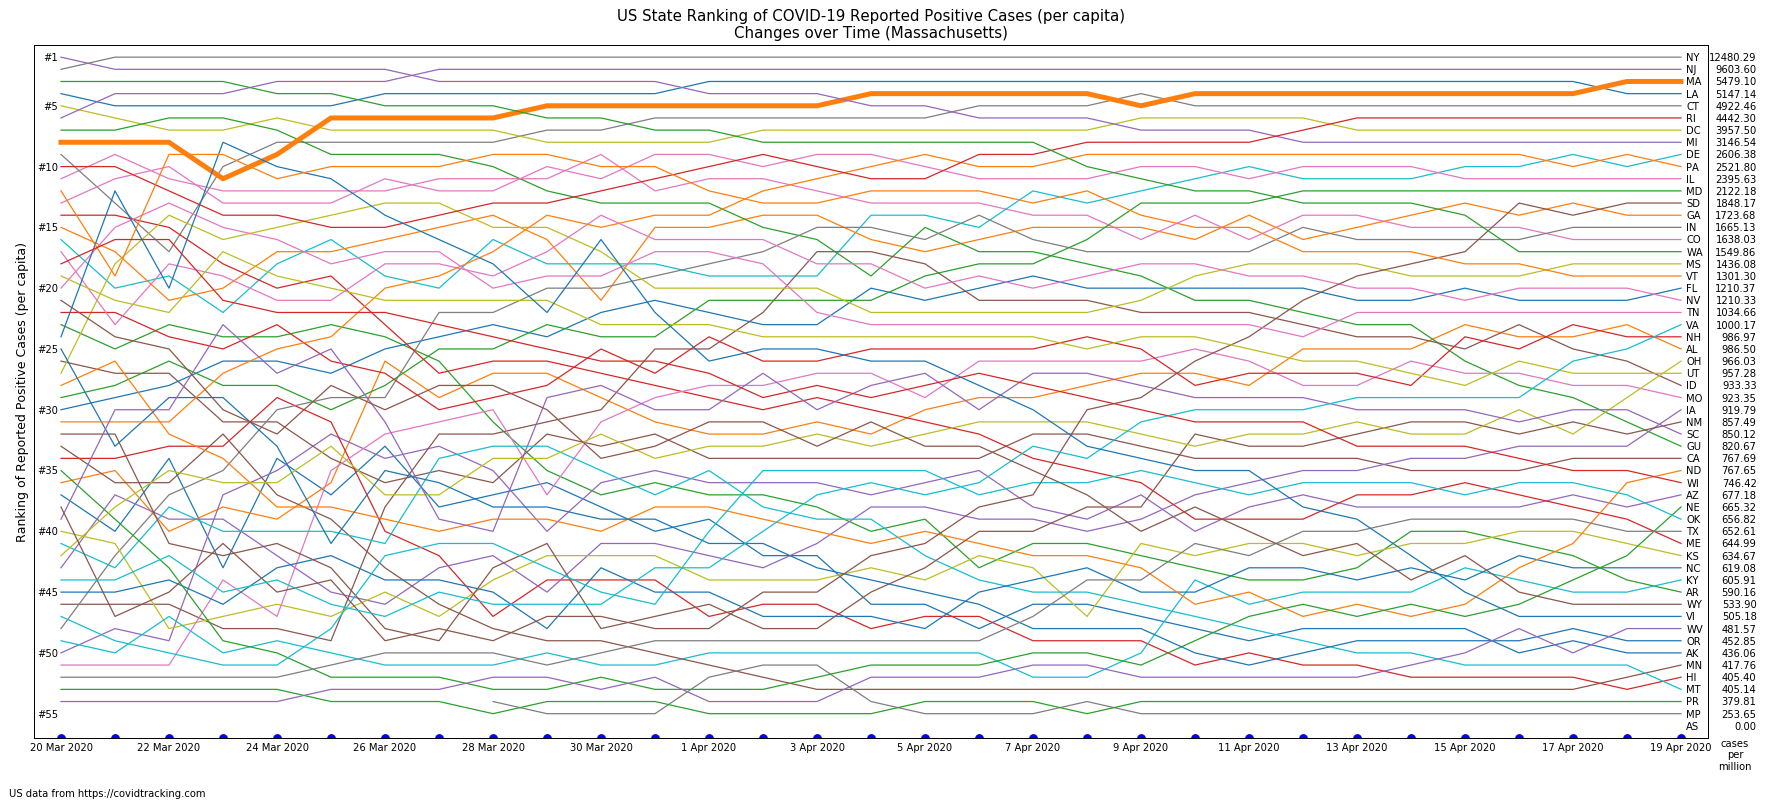 US State Ranking of COVID-19 Reported Positive Cases (per capita)
Changes over Time (Massachusetts)
Ranking of Reported Positive Cases (per capita)
#1
#5
#10
#15
#20
#25
#30
#35
#40
#45
#50
#55
NY 12480.29
NJ 9603.60
MA 5479.10
LA 5147.14
CT 4922.46
RI 4442.30
DC 3957.50
MI 3146.54
DE 2606.38
PA 2521.80
IL 2395.63
MD 2122.18
SD 1848.17
GA 1723.68
IN 1665.13
CO 1638.03
WA 1549.86
MS 1436.08
VT 1301.30
FL 1210.37
NV 1210.33
TN 1034.66
VA 1000.17
NH 986.97
AL 986.50
OH 966.03
UT 957.28
ID 933.33
MO 923.35
IA 919.79
NM 857.49
SC 850.12
GU 820.67
CA 767.69
ND 767.65
WI 746.42
AZ 677.18
NE 665.32
OK 656.82
TX 652.61
ME 644.99
KS 634.67
NC 619.08
KY 605.91
AR 590.16
WY 533.90
VI 505.18
WV 481.57
OR 452.85
AK 436.06
MN 417.76
HI 405.40
MT 405.14
PR 379.81
MP 253.65
AS 0.00
20 Mar 2020 22 Mar 2020 24 Mar 2020 26 Mar 2020 28 Mar 2020 30 Mar 2020 1 Apr 2020 3 Apr 2020 5 Apr 2020 7 Apr 2020 9 Apr 2020 11 Apr 2020 13 Apr 2020 15 Apr 2020 17 Apr 2020 19 Apr 2020
cases
per
million
US data from https://covidtracking.com